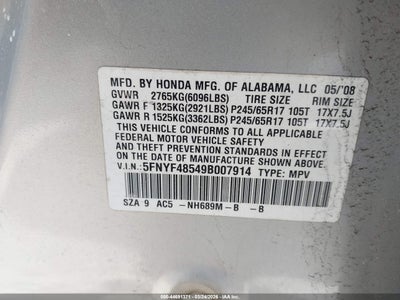 MFD. BY HONDA MFG. OF ALABAMA, LLC 05/'08
GVWR 2765KG(6096LBS) TIRE SIZE RIM SIZE
GAWR F 1325KG(2921LBS) P245/65R17 105T 17X7.5J
GAWR R 1525KG(3362LBS) P245/65R17 105T 17X7.5J
THIS VEHICLE CONFORMS TO ALL APPLICABLE
FEDERAL MOTOR VEHICLE SAFETY STANDARDS
IN EFFECT ON THE DATE OF MANUFACTURE
SHOWN ABOVE.
V.I.N.: 5FNYF48549B007914 TYPE: MPV
SZA 9 AC5 -NH689M-B -B